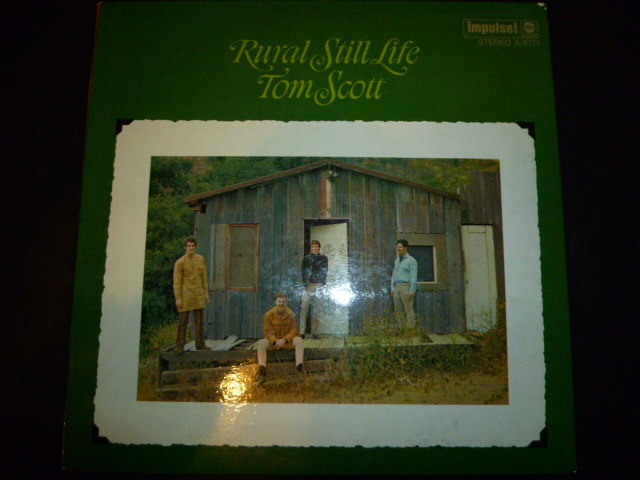 Rural Still Life
Tom Scott
impulse!
STEREO A-9171